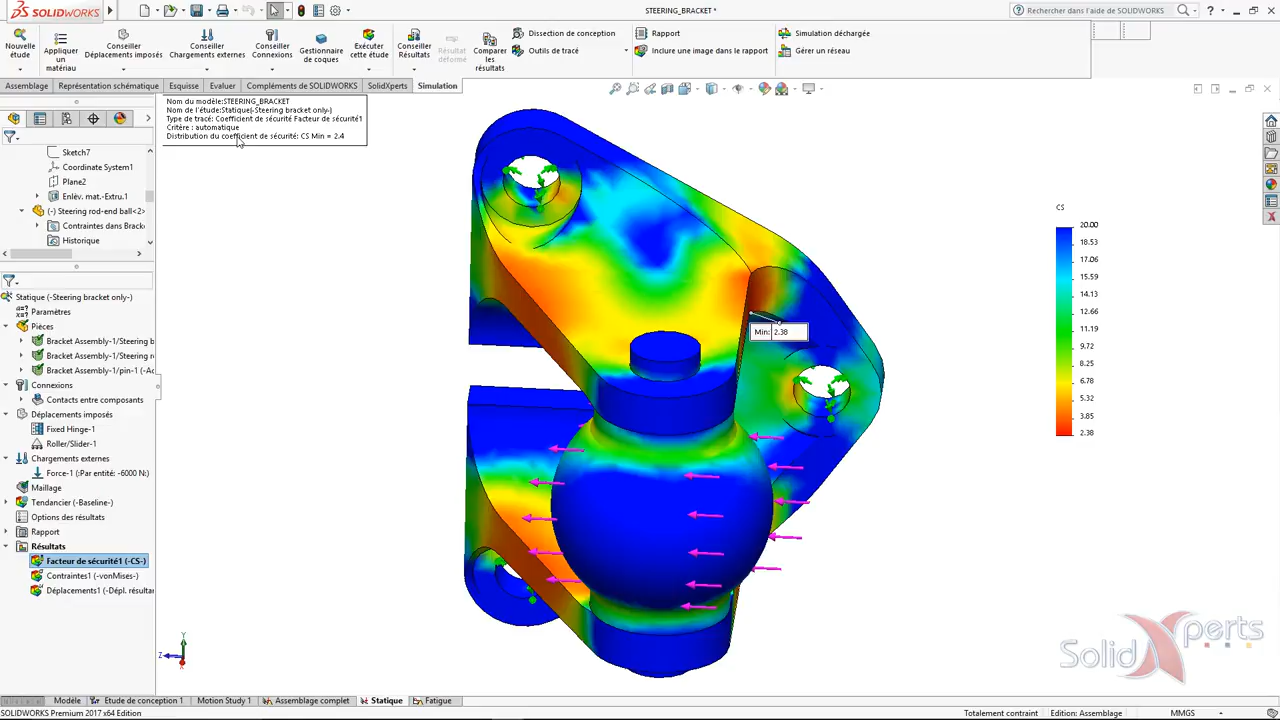 SOLIDWORKS
STEERING_BRACKET *
Rechercher dans l'aide de SOLIDWORKS
Nouvelle étude
Appliquer un matériau
Conseiller Déplacements imposés
Conseiller Chargements externes
Conseiller Connexions
Gestionnaire de coques
Exécuter cette étude
Conseiller Résultats
Résultat déformé
Comparer les résultats
Dissection de conception
Outils de tracé
Rapport
Inclure une image dans le rapport
Simulation déchargée
Gérer un réseau
Assemblage
Représentation schématique
Esquisse
Evaluer
Compléments de SOLIDWORKS
SolidXperts
Simulation
Nom du modèle:STEERING_BRACKET
Nom de l'étude:Statique(-Steering bracket only-)
Type de tracé: Coefficient de sécurité Facteur de sécurité1
Critère : automatique
Distribution du coefficient de sécurité: CS Min = 2.4
Sketch7
Coordinate System1
Plane2
Enlèv. mat.-Extru.1
(-) Steering rod-end ball<2>
Contraintes dans Brack
Historique
Statique (-Steering bracket only-)
Paramètres
Pièces
Bracket Assembly-1/Steering b
Bracket Assembly-1/Steering ro
Bracket Assembly-1/pin-1 (-Ac
Connexions
Contacts entre composants
Déplacements imposés
Fixed Hinge-1
Roller/Slider-1
Chargements externes
Force-1 (:Par entité: -6000 N:)
Maillage
Tendancier (-Baseline-)
Options des résultats
Rapport
Résultats
Facteur de sécurité1 (-CS-)
Contraintes1 (-vonMises-)
Déplacements1 (-Dépl. résultan
Min: 2.38
CS
20.00
18.53
17.06
15.59
14.13
12.66
11.19
9.72
8.25
6.78
5.32
3.85
2.38
Y
Z
SolidXperts
Modèle
Etude de conception 1
Motion Study 1
Assemblage complet
Statique
Fatigue
SOLIDWORKS Premium 2017 x64 Edition
Totalement contraint
Edition: Assemblage
MMGS